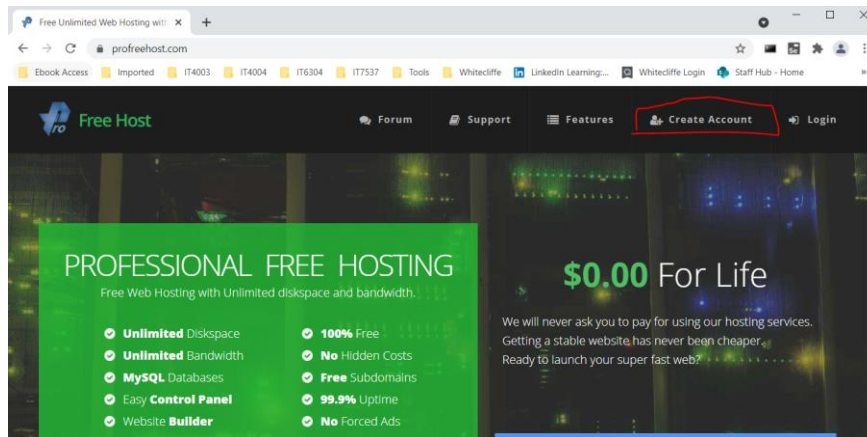 Free Unlimited Web Hosting with
profreehost.com
Ebook Access Imported IT4003 IT4004 IT6304 IT7537 Tools Whitecliffe LinkedIn Learning:... Whitecliffe Login Staff Hub - Home
Pro Free Host Forum Support Features Create Account Login
PROFESSIONAL FREE HOSTING
Free Web Hosting with Unlimited diskspace and bandwidth.
Unlimited Diskspace
Unlimited Bandwidth
MySQL Databases
Easy Control Panel
Website Builder
100% Free
No Hidden Costs
Free Subdomains
99.9% Uptime
No Forced Ads
$0.00 For Life
We will never ask you to pay for using our hosting services.
Getting a stable website has never been cheaper.
Ready to launch your super fast web?